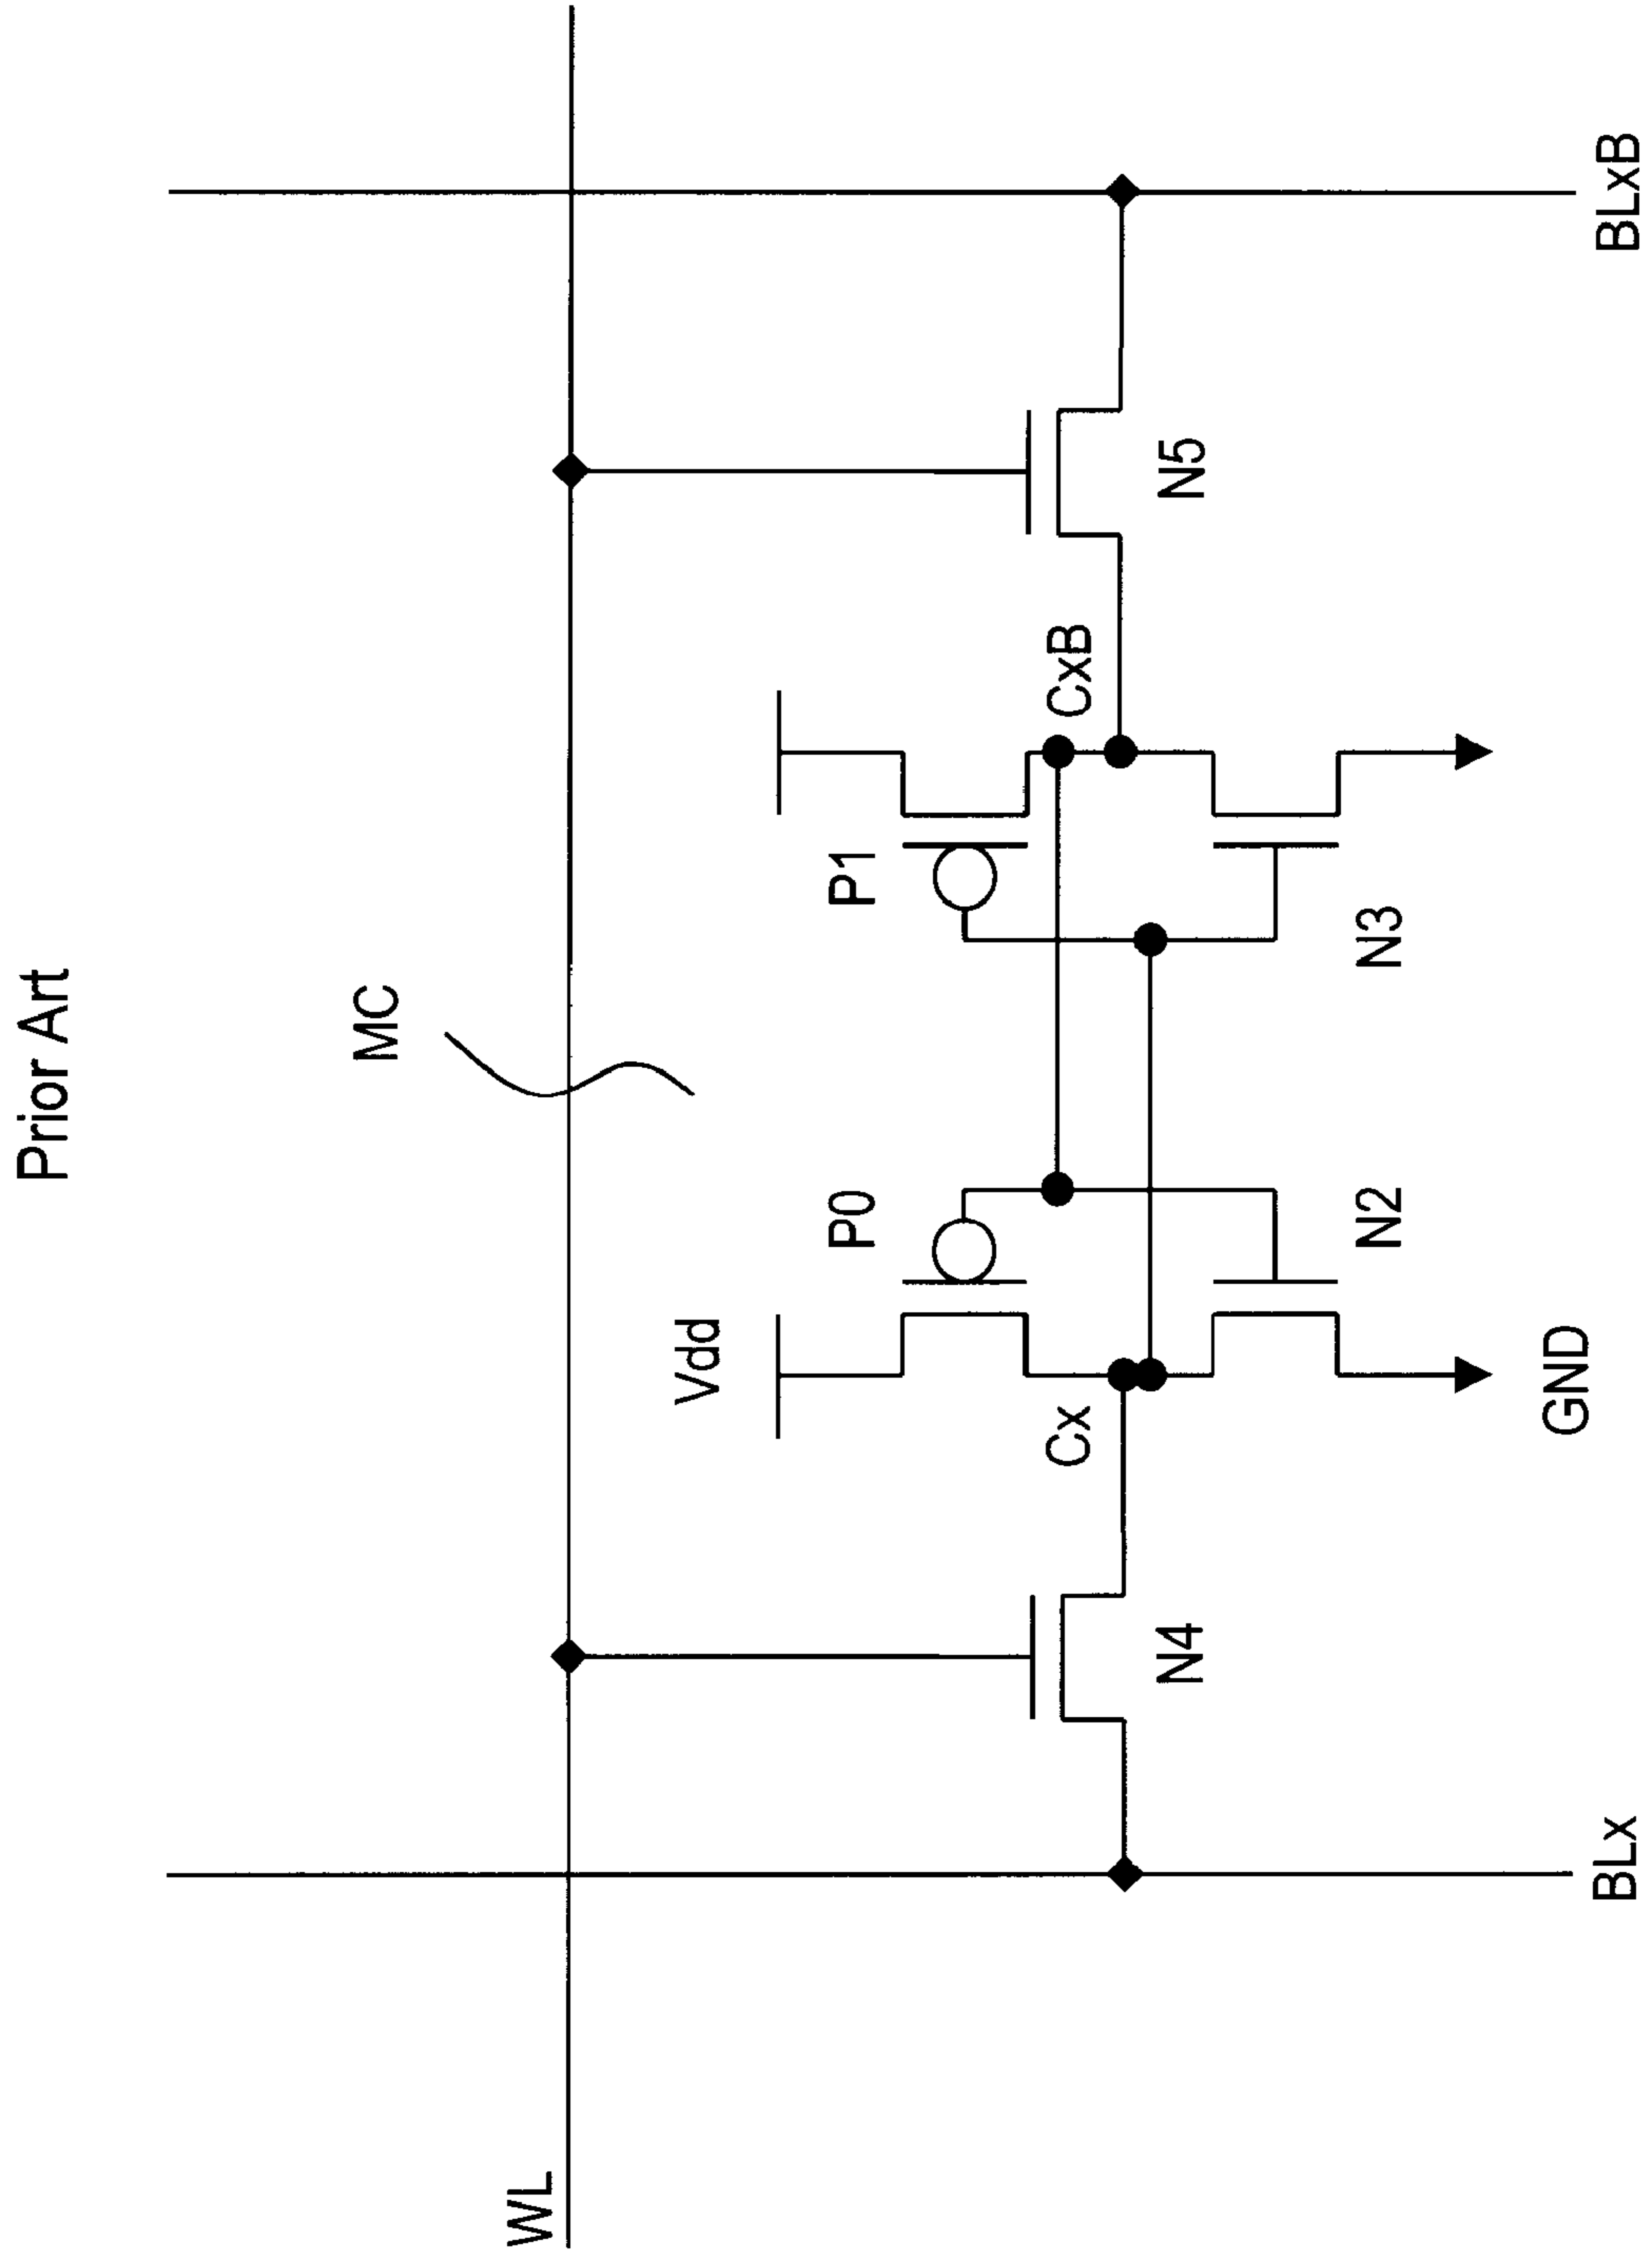 Prior Art
MC
WL
Vdd
P0
P1
Cx
CxB
N4
N5
N2
N3
GND
BLx
BLxB